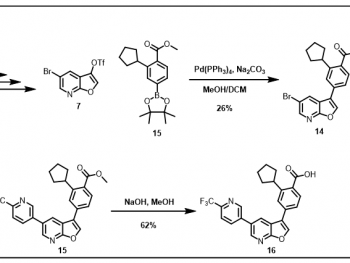 OTf
Br
N
O
7
O
O
B
O
O
15
Pd(PPh₃)₄, Na₂CO₃
MeOH/DCM
26%
O
Br
N
O
14
O
O
N
N
O
15
NaOH, MeOH
62%
O
OH
F₃C
N
N
O
16